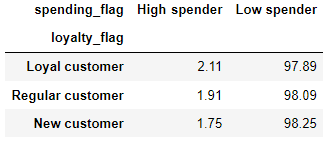 spending_flag High spender Low spender
loyalty_flag
Loyal customer 2.11 97.89
Regular customer 1.91 98.09
New customer 1.75 98.25